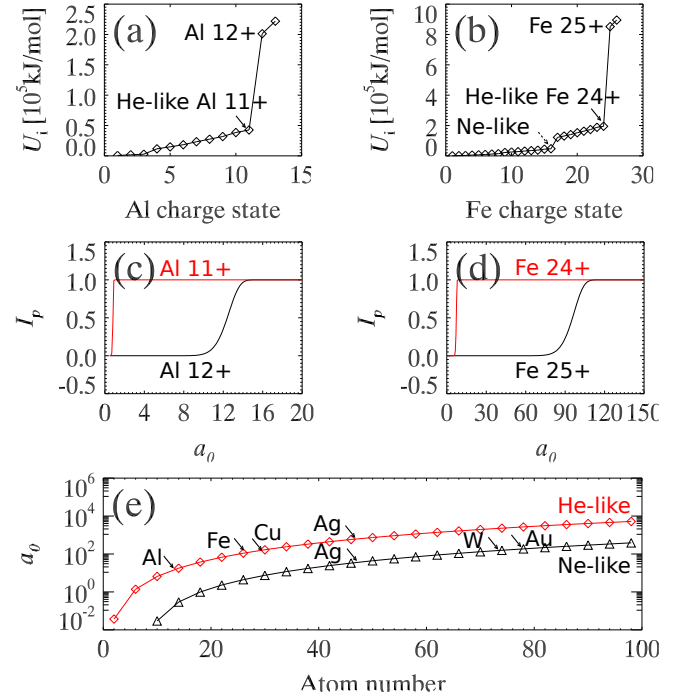 (a)
Al 12+
He-like Al 11+
2.5
2.0
1.5
1.0
0.5
0.0
U_i [10^5kJ/mol]
0 5 10 15
Al charge state
(b)
Fe 25+
He-like Fe 24+
Ne-like
10
8
6
4
2
0
U_i [10^5kJ/mol]
0 10 20 30
Fe charge state
(c)
Al 11+
Al 12+
1.5
1.0
0.5
0.0
-0.5
I_p
0 4 8 12 16 20
a_0
(d)
Fe 24+
Fe 25+
1.5
1.0
0.5
0.0
-0.5
I_p
0 30 60 90 120 150
a_0
(e)
He-like
Ag
Fe Cu
Al
Ag
W Au
Ne-like
10^6
10^4
10^2
10^0
10^-2
a_0
0 20 40 60 80 100
Atom number